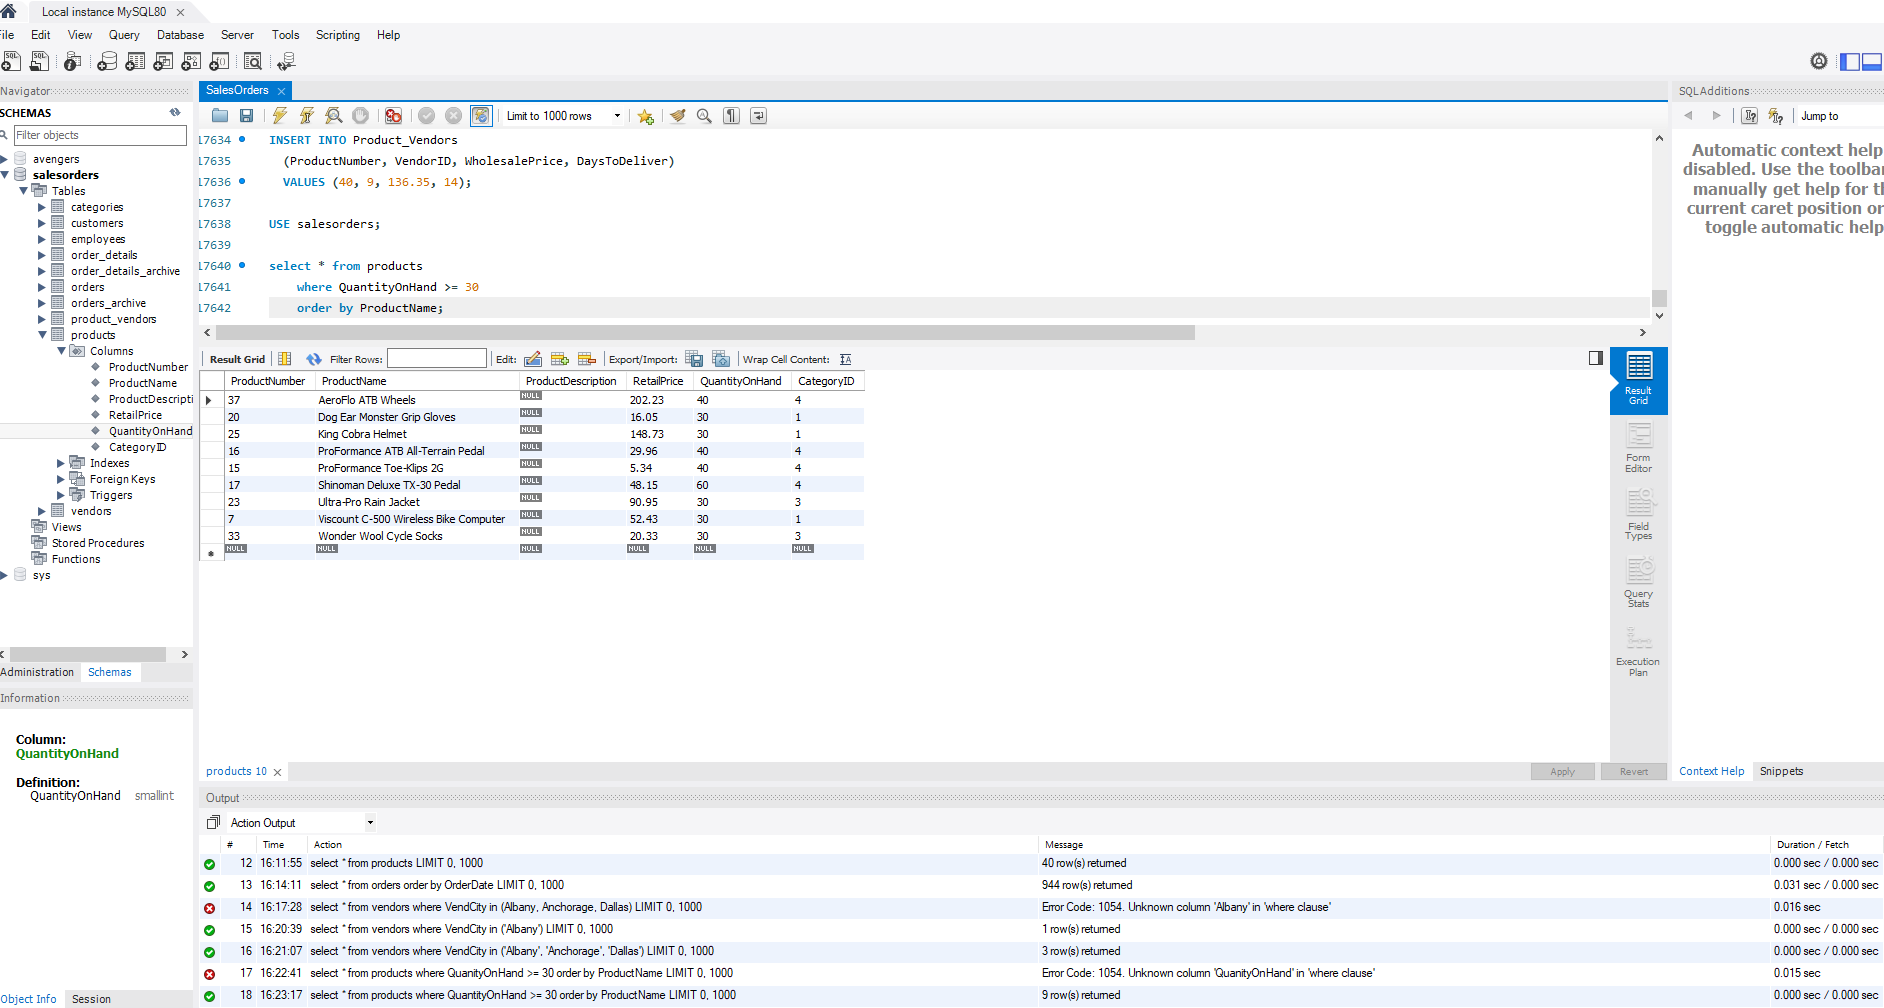 Local instance MySQL80
File Edit View Query Database Server Tools Scripting Help
Navigator
SCHEMAS
Filter objects
avengers
salesorders
Tables
categories
customers
employees
order_details
order_details_archive
orders
orders_archive
product_vendors
products
Columns
ProductNumber
ProductName
ProductDescripti
RetailPrice
QuantityOnHand
CategoryID
Indexes
Foreign Keys
Triggers
vendors
Views
Stored Procedures
Functions
sys
Administration Schemas
Information
Column:
QuantityOnHand
Definition:
QuantityOnHand smallint
Object Info Session
SalesOrders
Limit to 1000 rows
17634 INSERT INTO Product_Vendors
17635 (ProductNumber, VendorID, WholesalePrice, DaysToDeliver)
17636 VALUES (40, 9, 136.35, 14);
17637
17638 USE salesorders;
17639
17640 select * from products
17641 where QuantityOnHand >= 30
17642 order by ProductName;
Result Grid Filter Rows: Edit: Export/Import: Wrap Cell Content:
ProductNumber ProductName ProductDescription RetailPrice QuantityOnHand CategoryID
37 AeroFlo ATB Wheels NULL 202.23 40 4
20 Dog Ear Monster Grip Gloves NULL 16.05 30 1
25 King Cobra Helmet NULL 148.73 30 1
16 ProFormance ATB All-Terrain Pedal NULL 29.96 40 4
15 ProFormance Toe-Klips 2G NULL 5.34 40 4
17 Shinoman Deluxe TX-30 Pedal NULL 48.15 60 4
23 Ultra-Pro Rain Jacket NULL 90.95 30 3
7 Viscount C-500 Wireless Bike Computer NULL 52.43 30 1
33 Wonder Wool Cycle Socks NULL 20.33 30 3
NULL NULL NULL NULL NULL NULL
Result
Grid
Form
Editor
Field
Types
Query
Stats
Execution
Plan
products 10
Apply Revert
SQLAdditions
Jump to
Automatic context help
disabled. Use the toolba
manually get help for t
current caret position or
toggle automatic help
Context Help Snippets
Output
Action Output
# Time Action Message Duration / Fetch
12 16:11:55 select * from products LIMIT 0, 1000 40 row(s) returned 0.000 sec / 0.000 sec
13 16:14:11 select * from orders order by OrderDate LIMIT 0, 1000 944 row(s) returned 0.031 sec / 0.000 sec
14 16:17:28 select * from vendors where VendCity in (Albany, Anchorage, Dallas) LIMIT 0, 1000 Error Code: 1054. Unknown column 'Albany' in 'where clause' 0.016 sec
15 16:20:39 select * from vendors where VendCity in ('Albany') LIMIT 0, 1000 1 row(s) returned 0.000 sec / 0.000 sec
16 16:21:07 select * from vendors where VendCity in ('Albany', 'Anchorage', 'Dallas') LIMIT 0, 1000 3 row(s) returned 0.000 sec / 0.000 sec
17 16:22:41 select * from products where QuanityOnHand >= 30 order by ProductName LIMIT 0, 1000 Error Code: 1054. Unknown column 'QuanityOnHand' in 'where clause' 0.015 sec
18 16:23:17 select * from products where QuantityOnHand >= 30 order by ProductName LIMIT 0, 1000 9 row(s) returned 0.000 sec / 0.000 sec